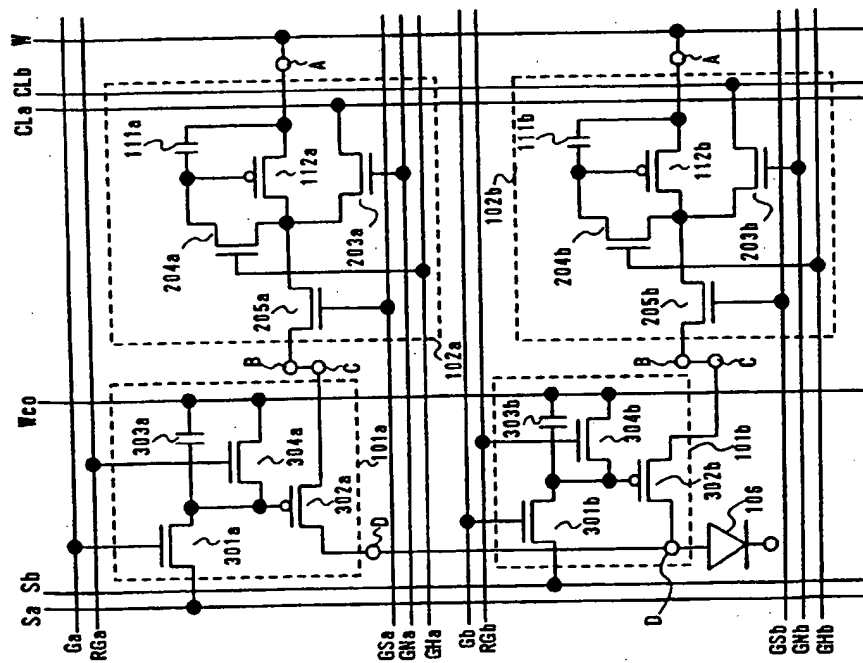 W
CLb
CLa
Wco
Sb
Sa
A
111a
112a
204a
203a
205a
102a
B
C
303a
304a
101a
302a
301a
D
Ga
RGa
GSa
GNa
GHa
A
111b
112b
102b
204b
203b
205b
B
C
303b
304b
101b
302b
301b
106
D
Gb
RGb
GSb
GNb
GHb